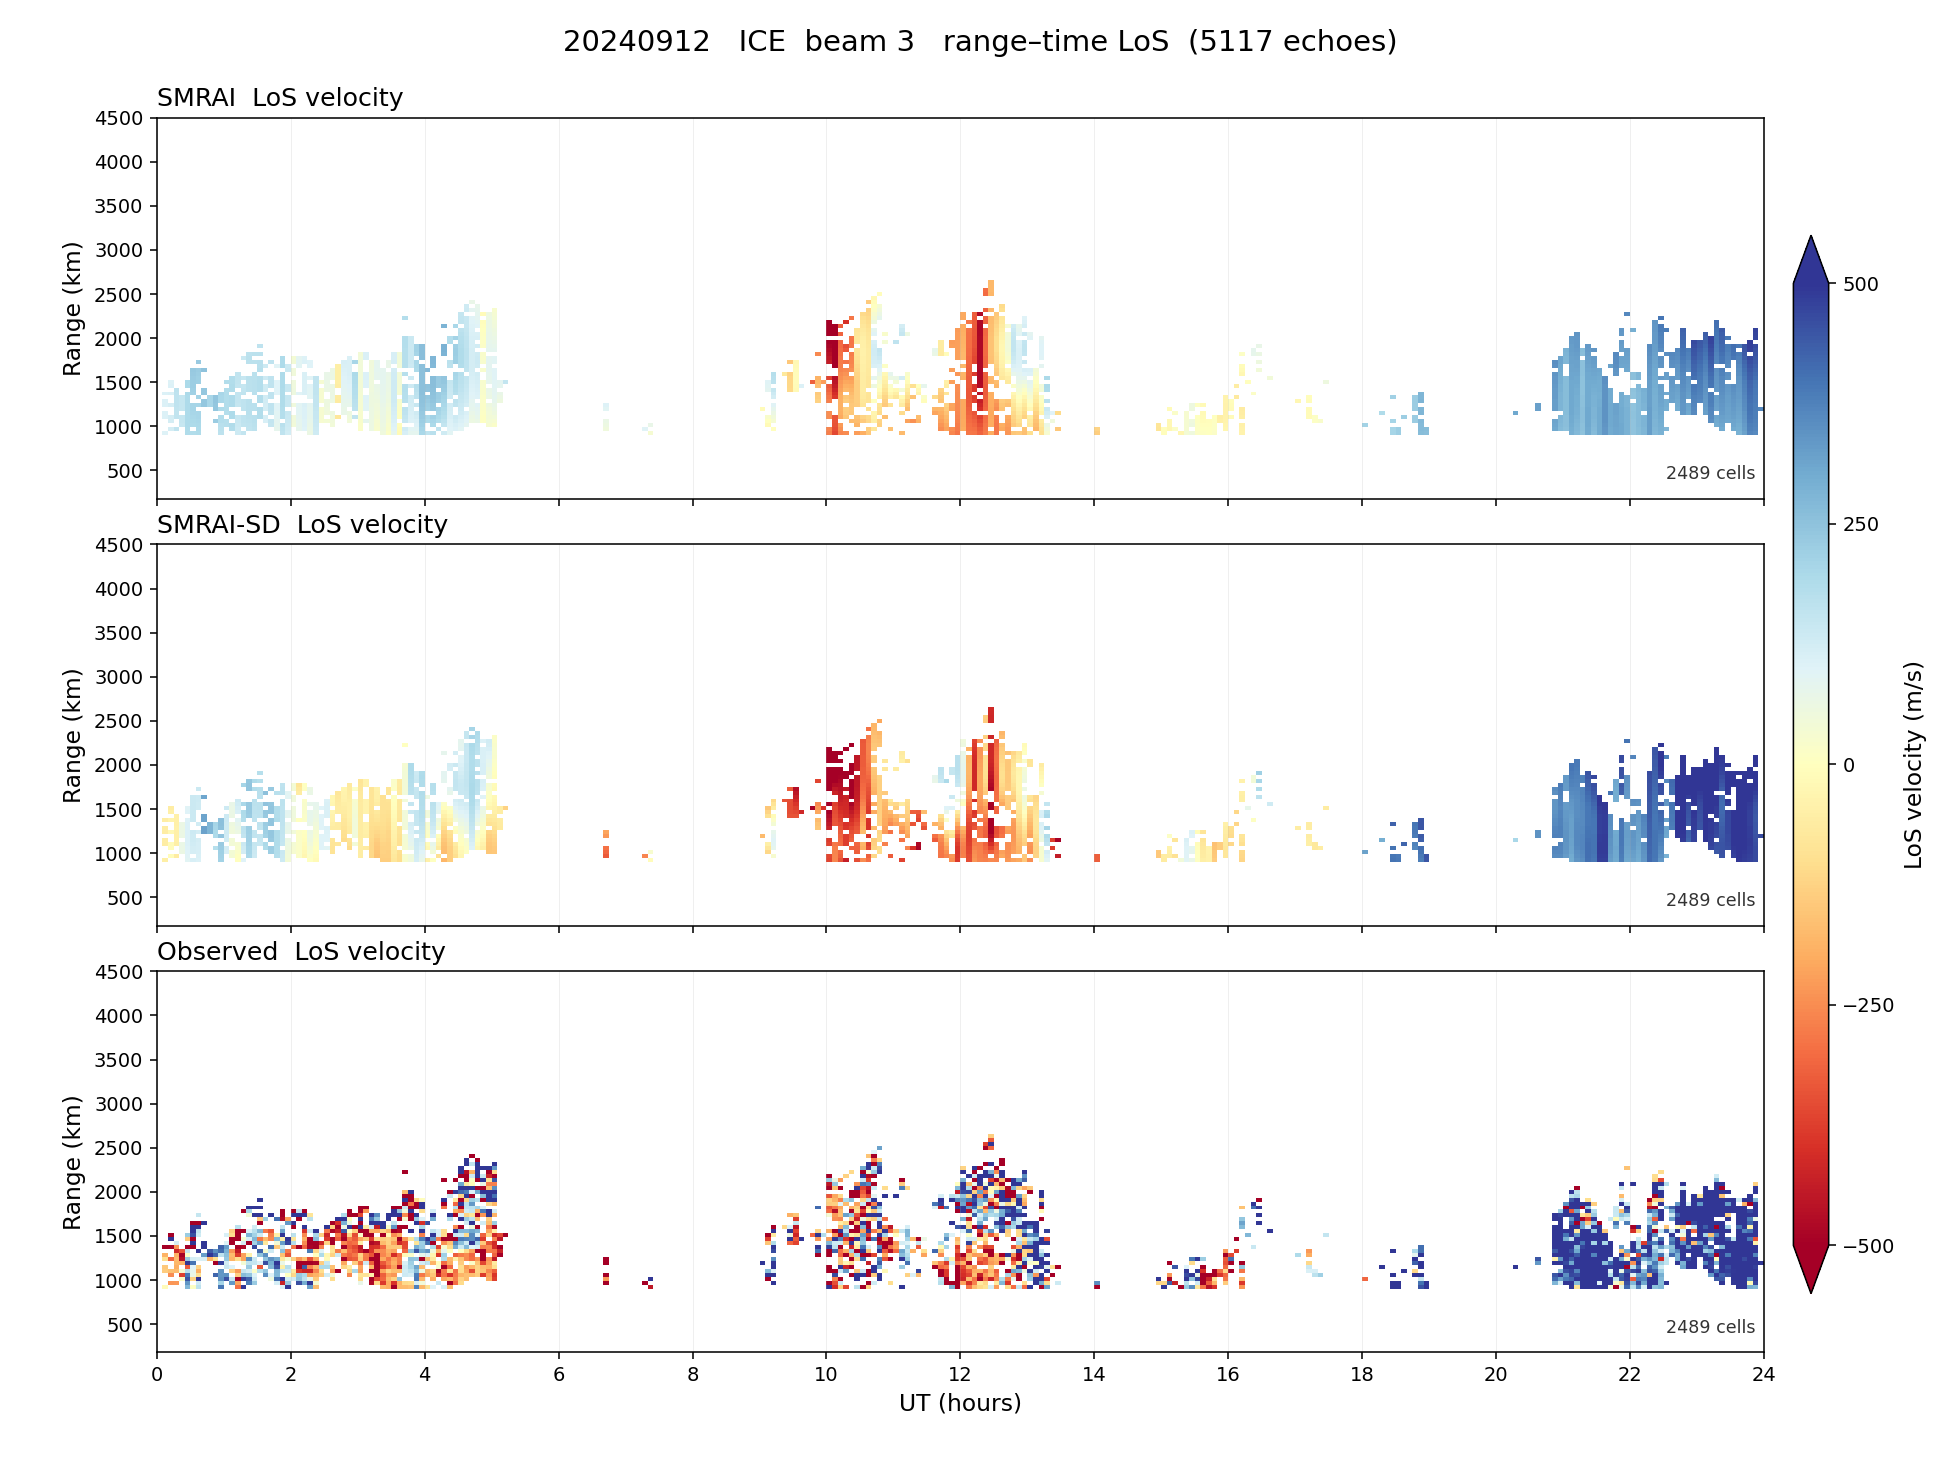 20240912   ICE  beam 3   range–time LoS  (5117 echoes)
SMRAI  LoS velocity
4500
4000
3500
3000
2500
2000
1500
1000
500
Range (km)
2489 cells
SMRAI-SD  LoS velocity
4500
4000
3500
3000
2500
2000
1500
1000
500
Range (km)
2489 cells
Observed  LoS velocity
4500
4000
3500
3000
2500
2000
1500
1000
500
Range (km)
2489 cells
0 2 4 6 8 10 12 14 16 18 20 22 24
UT (hours)
500
250
0
−250
−500
LoS velocity (m/s)